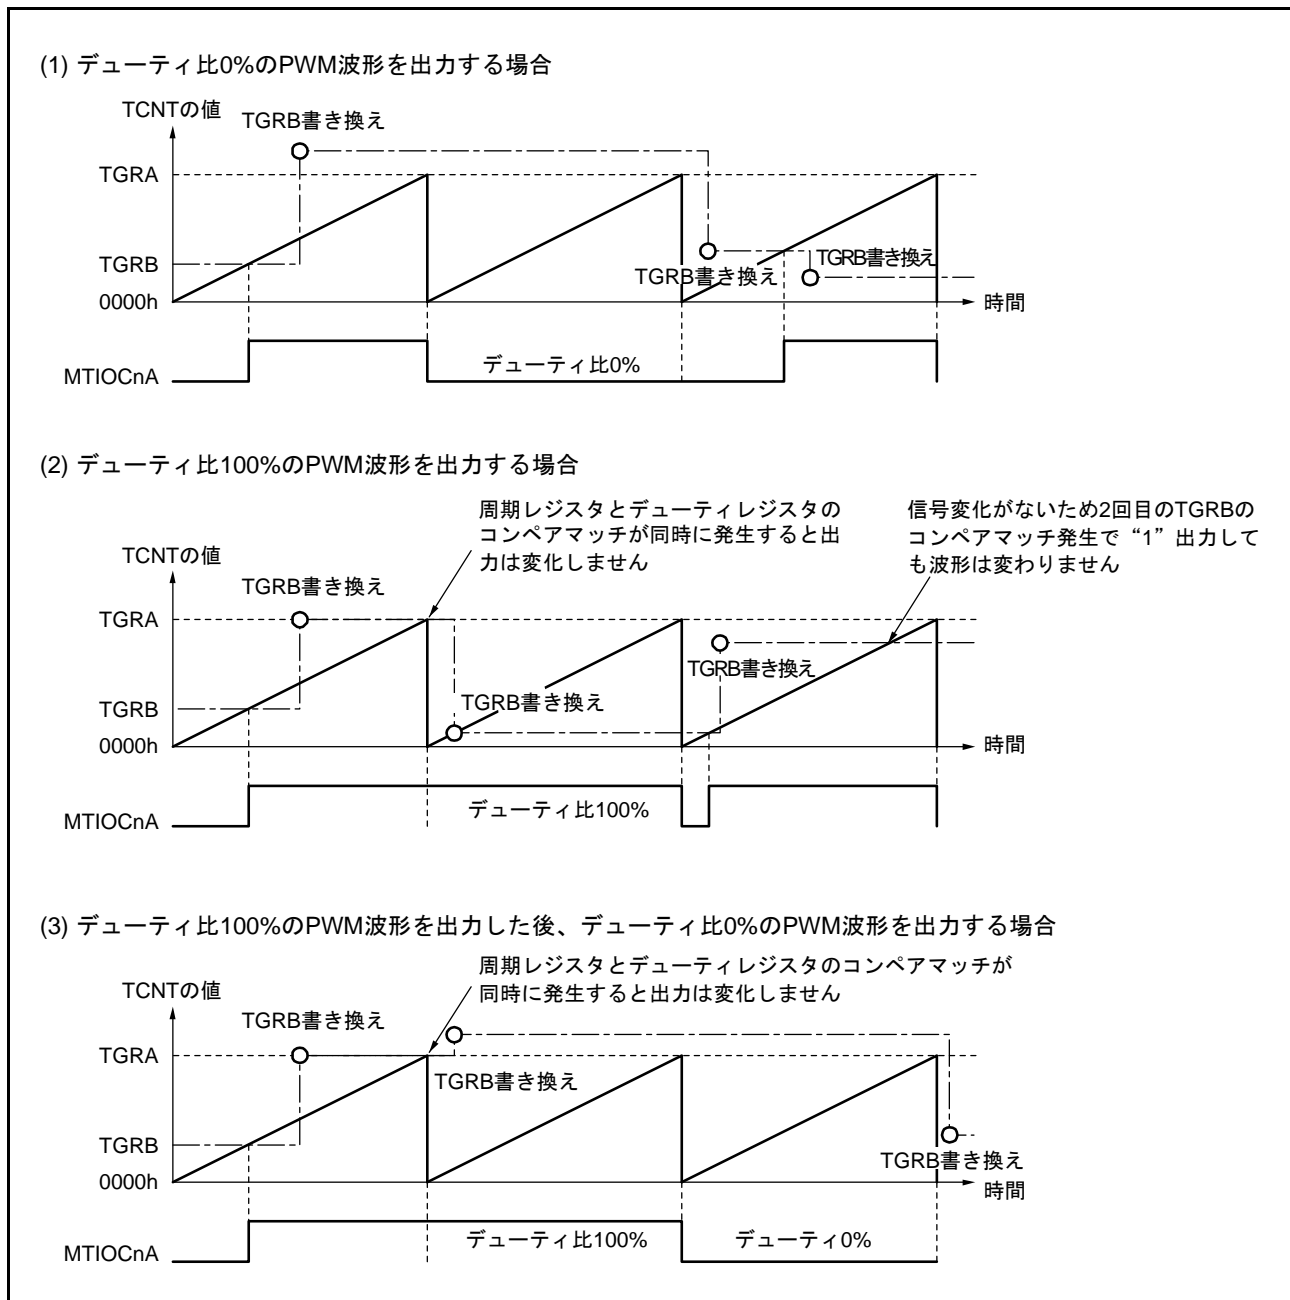 (1) デューティ比0%のPWM波形を出力する場合
TCNTの値
TGRB書き換え
TGRA
TGRB
TGRB書き換え
TGRB書き換え
0000h
時間
デューティ比0%
MTIOCnA
(2) デューティ比100%のPWM波形を出力する場合
周期レジスタとデューティレジスタの
コンペアマッチが同時に発生すると出
力は変化しません
信号変化がないため2回目のTGRBの
コンペアマッチ発生で“1”出力して
も波形は変わりません
TCNTの値
TGRB書き換え
TGRA
TGRB書き換え
TGRB書き換え
TGRB
0000h
時間
デューティ比100%
MTIOCnA
(3) デューティ比100%のPWM波形を出力した後、デューティ比0%のPWM波形を出力する場合
周期レジスタとデューティレジスタのコンペアマッチが
同時に発生すると出力は変化しません
TCNTの値
TGRB書き換え
TGRA
TGRB書き換え
TGRB
TGRB書き換え
0000h
時間
デューティ比100%
デューティ0%
MTIOCnA